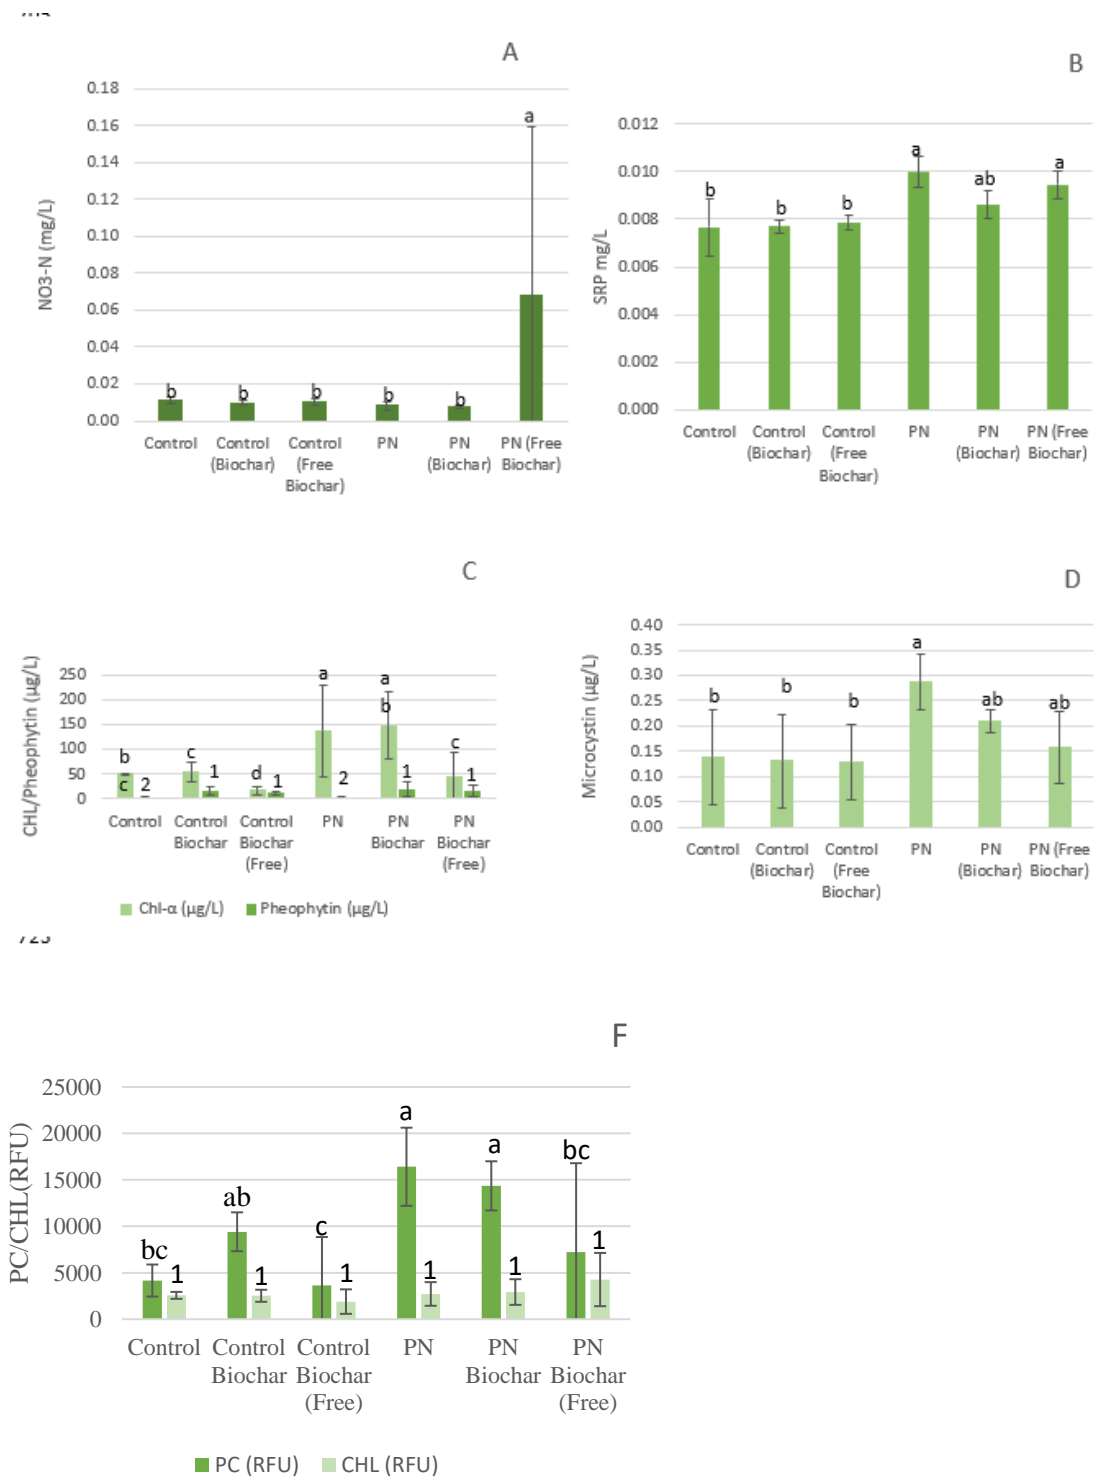 A
0.18
0.16
0.14
0.12
0.10
0.08
0.06
0.04
0.02
0.00
NO3-N (mg/L)
b b b b b a
Control Control (Biochar) Control (Free Biochar) PN PN (Biochar) PN (Free Biochar)
B
0.012
0.010
0.008
0.006
0.004
0.002
0.000
SRP mg/L
b b b a ab a
Control Control (Biochar) Control (Free Biochar) PN PN (Biochar) PN (Free Biochar)
C
250
200
150
100
50
0
CHL/Pheophytin (µg/L)
b c 2 c 1 d 1 a 2 a b 1 c 1
Control Control Biochar Control Biochar (Free) PN PN Biochar PN Biochar (Free)
Chl-α (µg/L) Pheophytin (µg/L)
D
0.40
0.35
0.30
0.25
0.20
0.15
0.10
0.05
0.00
Microcystin (µg/L)
b b b a ab ab
Control Control (Biochar) Control (Free Biochar) PN PN (Biochar) PN (Free Biochar)
F
25000
20000
15000
10000
5000
0
PC/CHL(RFU)
bc 1 ab 1 c 1 a 1 a 1 bc 1
Control Control Biochar Control Biochar (Free) PN PN Biochar PN Biochar (Free)
PC (RFU) CHL (RFU)